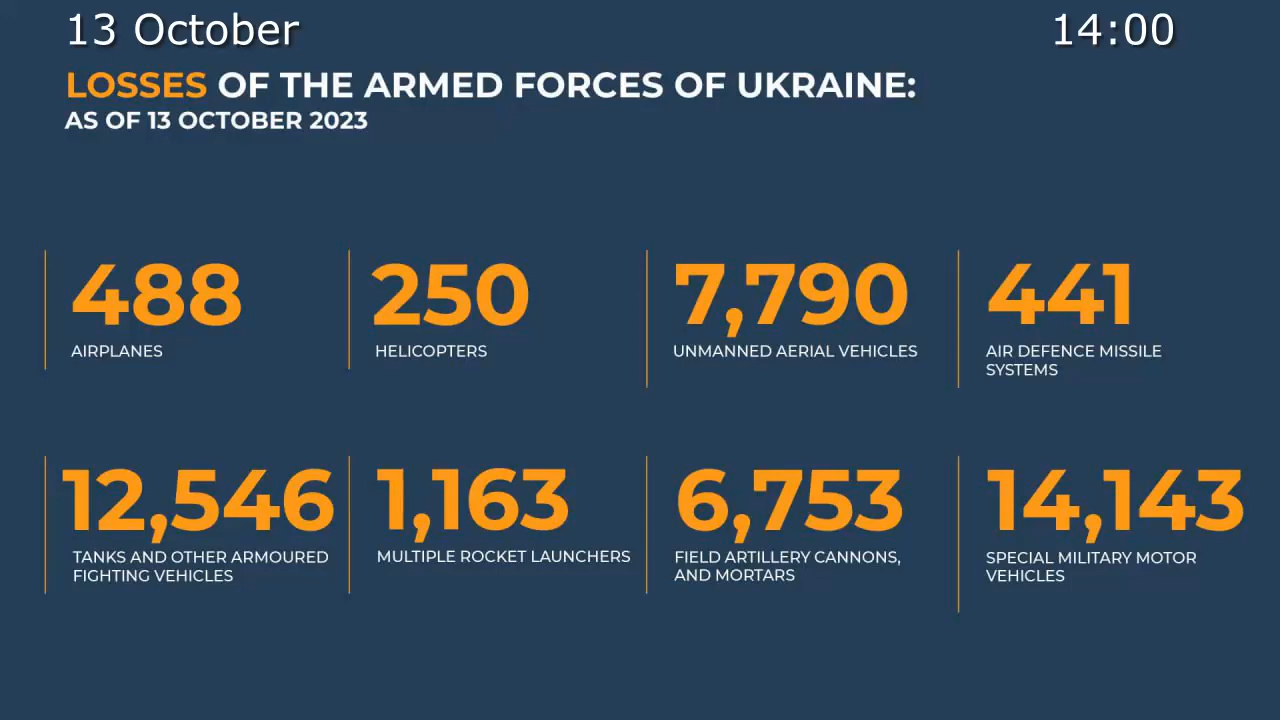 13 October
14:00
LOSSES OF THE ARMED FORCES OF UKRAINE:
AS OF 13 OCTOBER 2023
488
AIRPLANES
250
HELICOPTERS
7,790
UNMANNED AERIAL VEHICLES
441
AIR DEFENCE MISSILE
SYSTEMS
12,546
TANKS AND OTHER ARMOURED
FIGHTING VEHICLES
1,163
MULTIPLE ROCKET LAUNCHERS
6,753
FIELD ARTILLERY CANNONS,
AND MORTARS
14,143
SPECIAL MILITARY MOTOR
VEHICLES